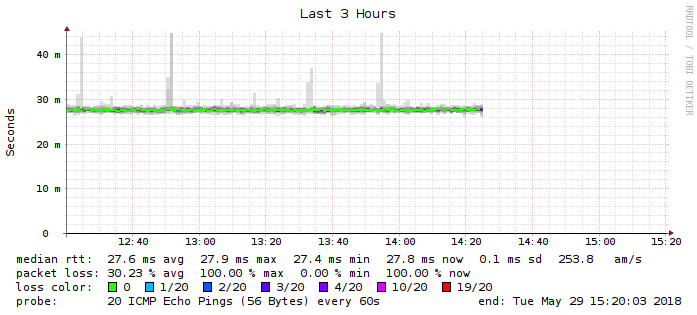 Last 3 Hours
RRDTOOL / TOBI OETIKER
Seconds
40 m
30 m
20 m
10 m
0
12:40 13:00 13:20 13:40 14:00 14:20 14:40 15:00 15:20
median rtt: 27.6 ms avg 27.9 ms max 27.4 ms min 27.8 ms now 0.1 ms sd 253.8 am/s
packet loss: 30.23 % avg 100.00 % max 0.00 % min 100.00 % now
loss color: 0 1/20 2/20 3/20 4/20 10/20 19/20
probe: 20 ICMP Echo Pings (56 Bytes) every 60s end: Tue May 29 15:20:03 2018